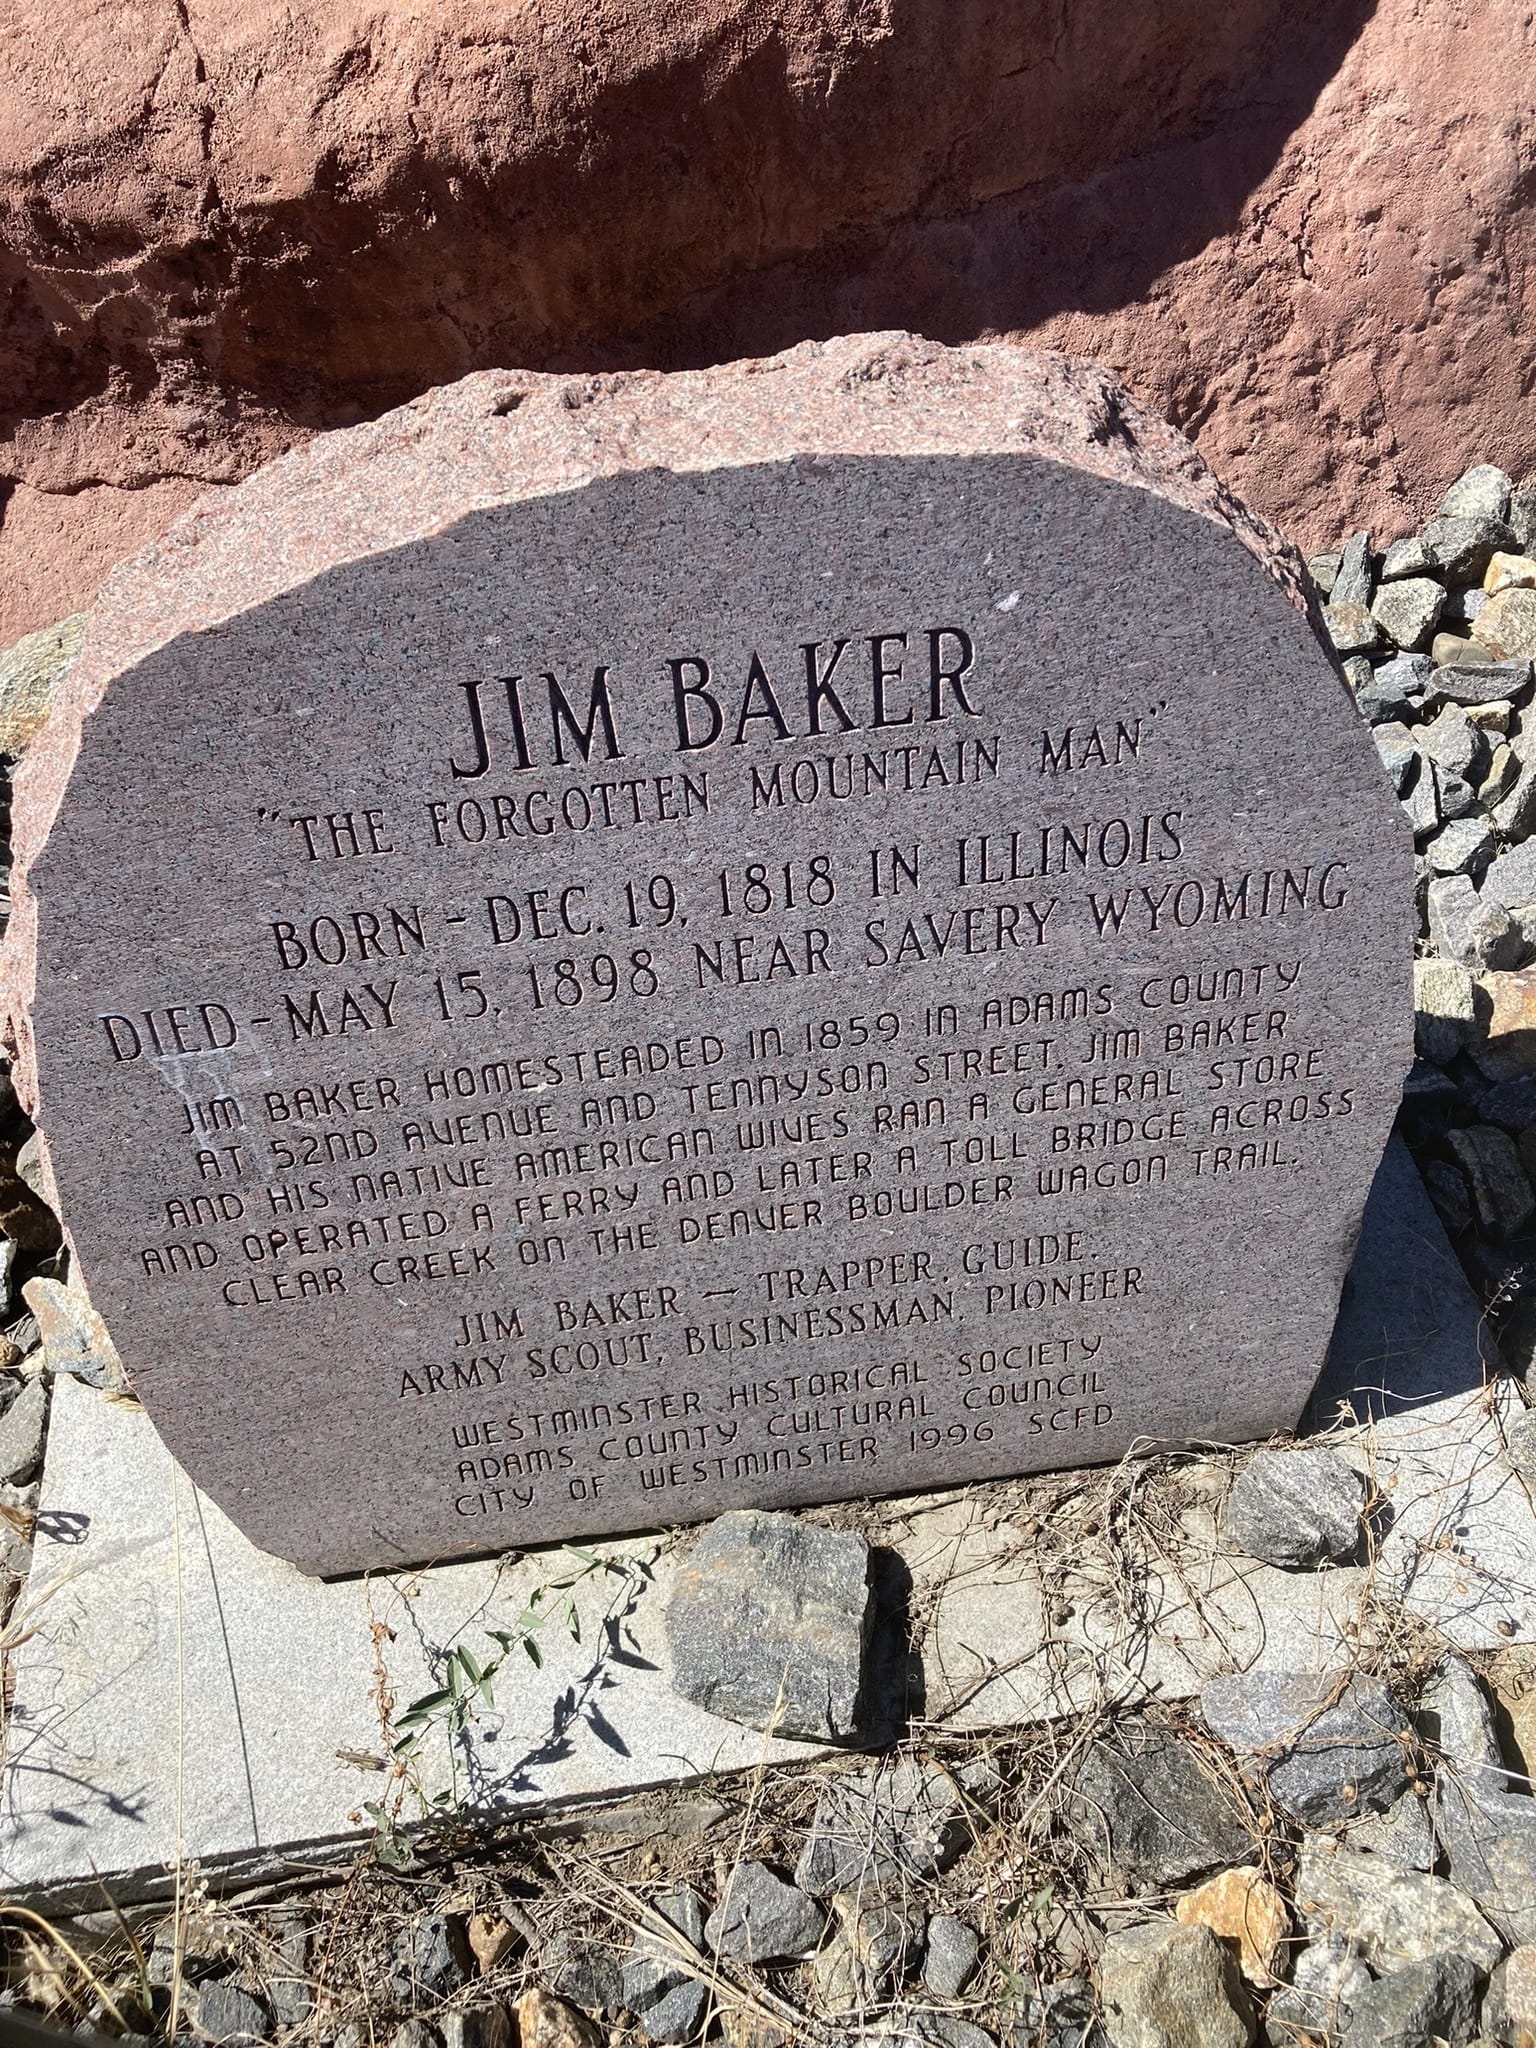 JIM BAKER
"THE FORGOTTEN MOUNTAIN MAN"
BORN - DEC. 19, 1818 IN ILLINOIS
DIED - MAY 15, 1898 NEAR SAVERY WYOMING
JIM BAKER HOMESTEADED IN 1859 IN ADAMS COUNTY
AT 52ND AVENUE AND TENNYSON STREET. JIM BAKER
AND HIS NATIVE AMERICAN WIVES RAN A GENERAL STORE
AND OPERATED A FERRY AND LATER A TOLL BRIDGE ACROSS
CLEAR CREEK ON THE DENVER BOULDER WAGON TRAIL.
JIM BAKER — TRAPPER, GUIDE,
ARMY SCOUT, BUSINESSMAN, PIONEER
WESTMINSTER HISTORICAL SOCIETY
ADAMS COUNTY CULTURAL COUNCIL
CITY OF WESTMINSTER 1996 SCFD